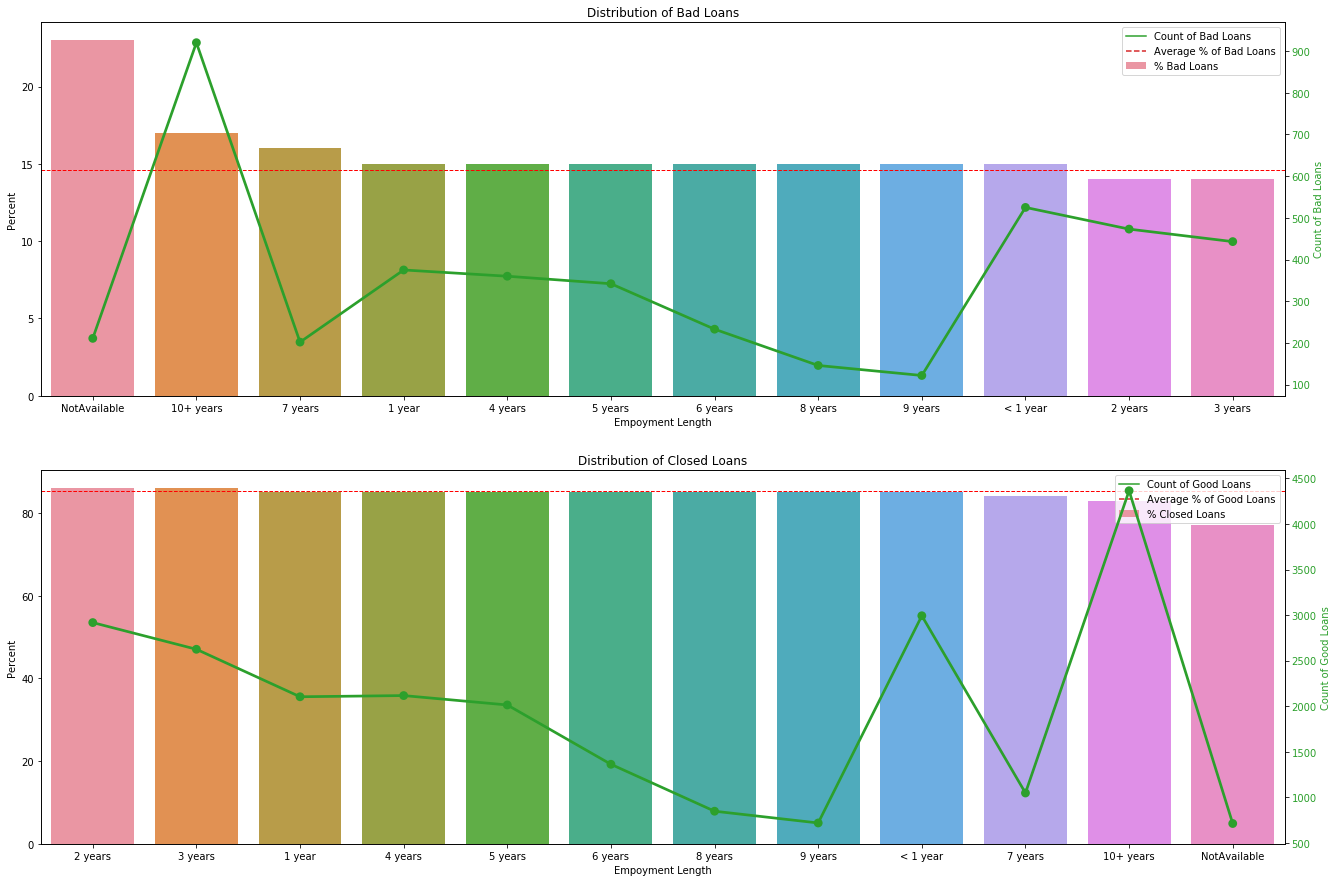 Distribution of Bad Loans
Count of Bad Loans
Average % of Bad Loans
% Bad Loans
Percent
20
15
10
5
0
900
800
700
600
500
400
300
200
100
Count of Bad Loans
NotAvailable 10+ years 7 years 1 year 4 years 5 years 6 years 8 years 9 years < 1 year 2 years 3 years
Empoyment Length
Distribution of Closed Loans
Count of Good Loans
Average % of Good Loans
% Closed Loans
Percent
80
60
40
20
0
4500
4000
3500
3000
2500
2000
1500
1000
500
Count of Good Loans
2 years 3 years 1 year 4 years 5 years 6 years 8 years 9 years < 1 year 7 years 10+ years NotAvailable
Empoyment Length